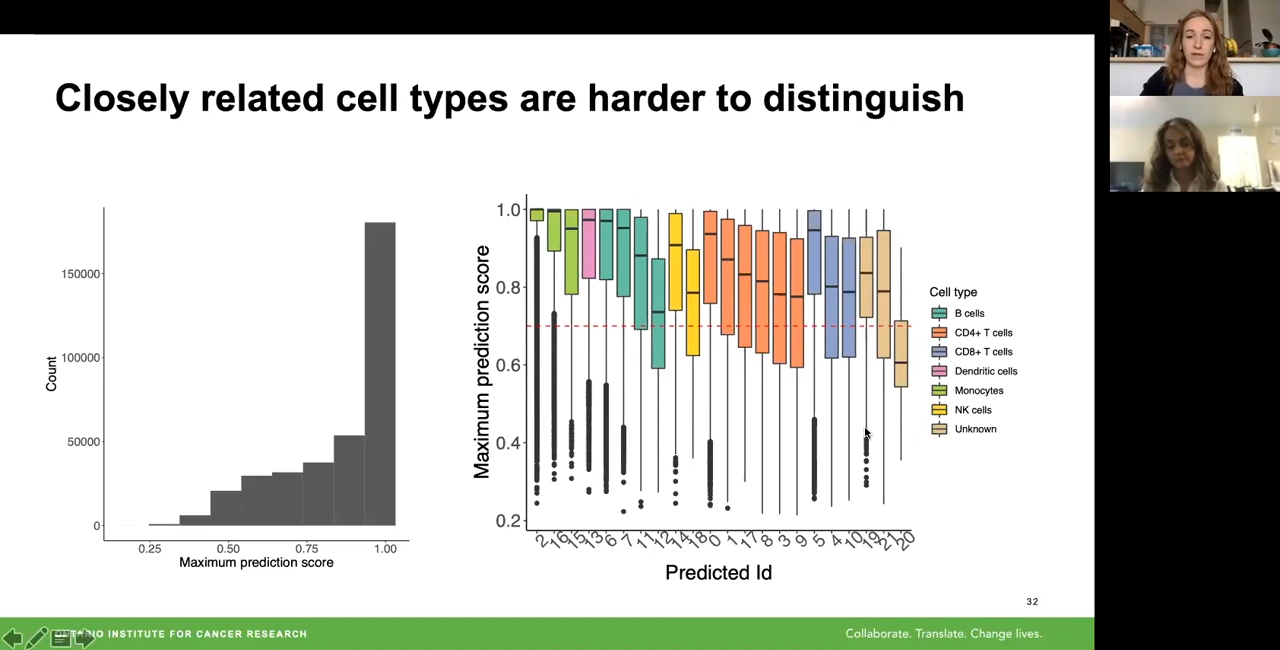 Closely related cell types are harder to distinguish
Count
150000
100000
50000
0
0.25 0.50 0.75 1.00
Maximum prediction score
Maximum prediction score
1.0
0.8
0.6
0.4
0.2
2 16 15 13 6 7 11 12 14 18 0 1 17 8 3 9 5 4 10 19 21 20
Predicted Id
Cell type
B cells
CD4+ T cells
CD8+ T cells
Dendritic cells
Monocytes
NK cells
Unknown
32
INSTITUTE FOR CANCER RESEARCH
Collaborate. Translate. Change lives.